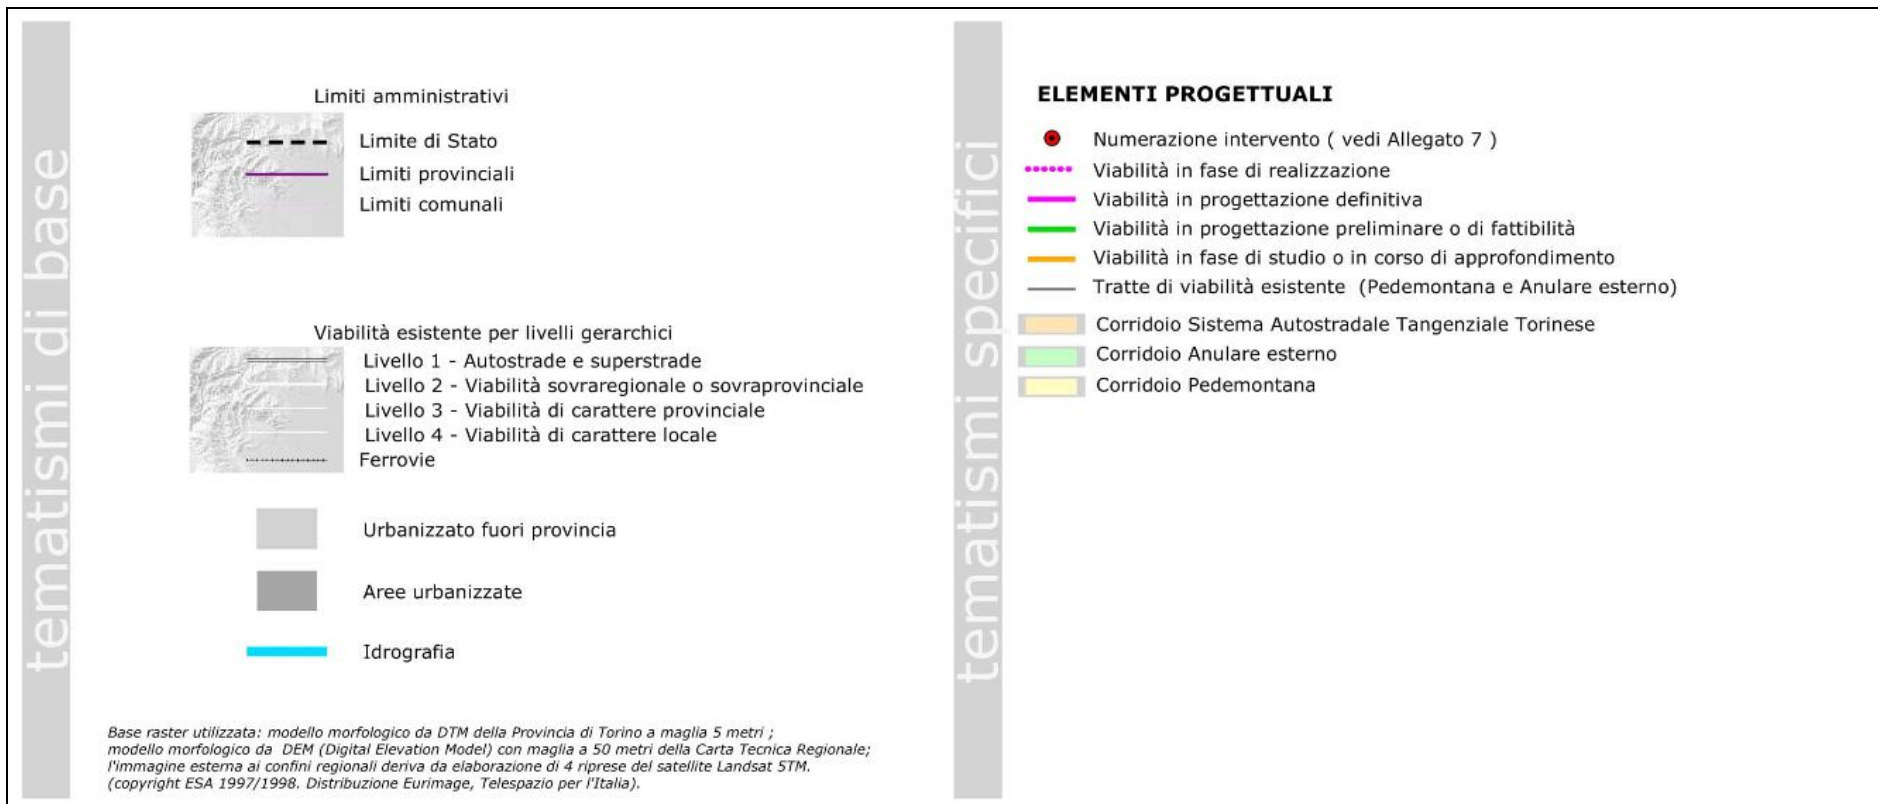 tematismi di base
Limiti amministrativi
Limite di Stato
Limiti provinciali
Limiti comunali
Viabilità esistente per livelli gerarchici
Livello 1 - Autostrade e superstrade
Livello 2 - Viabilità sovraregionale o sovraprovinciale
Livello 3 - Viabilità di carattere provinciale
Livello 4 - Viabilità di carattere locale
Ferrovie
Urbanizzato fuori provincia
Aree urbanizzate
Idrografia
Base raster utilizzata: modello morfologico da DTM della Provincia di Torino a maglia 5 metri ;
modello morfologico da DEM (Digital Elevation Model) con maglia a 50 metri della Carta Tecnica Regionale;
l'immagine esterna ai confini regionali deriva da elaborazione di 4 riprese del satellite Landsat 5TM.
(copyright ESA 1997/1998. Distribuzione Eurimage, Telespazio per l'Italia).
tematismi specifici
ELEMENTI PROGETTUALI
Numerazione intervento ( vedi Allegato 7 )
Viabilità in fase di realizzazione
Viabilità in progettazione definitiva
Viabilità in progettazione preliminare o di fattibilità
Viabilità in fase di studio o in corso di approfondimento
Tratte di viabilità esistente (Pedemontana e Anulare esterno)
Corridoio Sistema Autostradale Tangenziale Torinese
Corridoio Anulare esterno
Corridoio Pedemontana